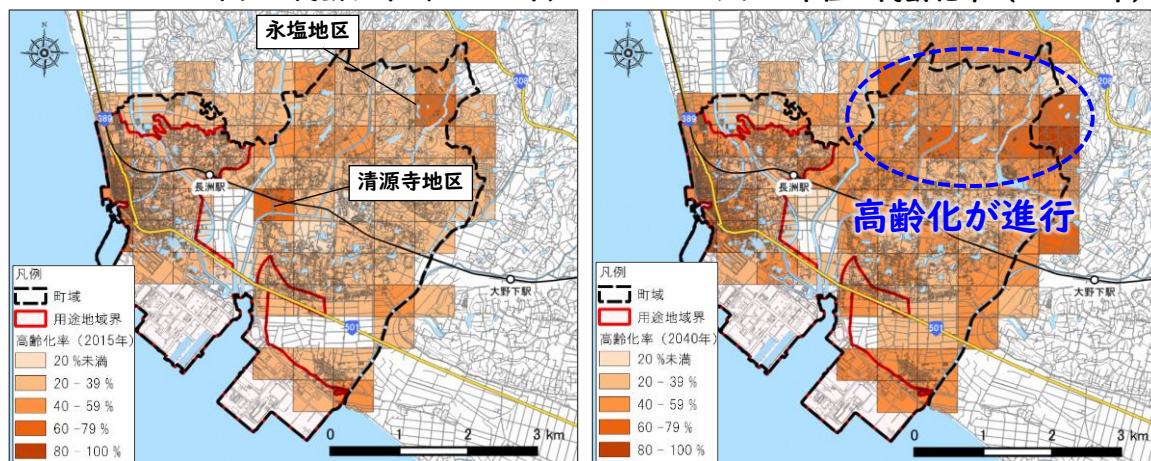 永塩地区
208
389
長洲駅
清源寺地区
大野下駅
501
凡例
町域
用途地域界
高齢化率（2015年）
20 %未満
20 - 39 %
40 - 59 %
60 -79 %
80 - 100 %
0 1 2 3 km
208
389
長洲駅
高齢化が進行
大野下駅
501
凡例
町域
用途地域界
高齢化率（2040年）
20 %未満
20 - 39 %
40 - 59 %
60 -79 %
80 - 100 %
0 1 2 3 km